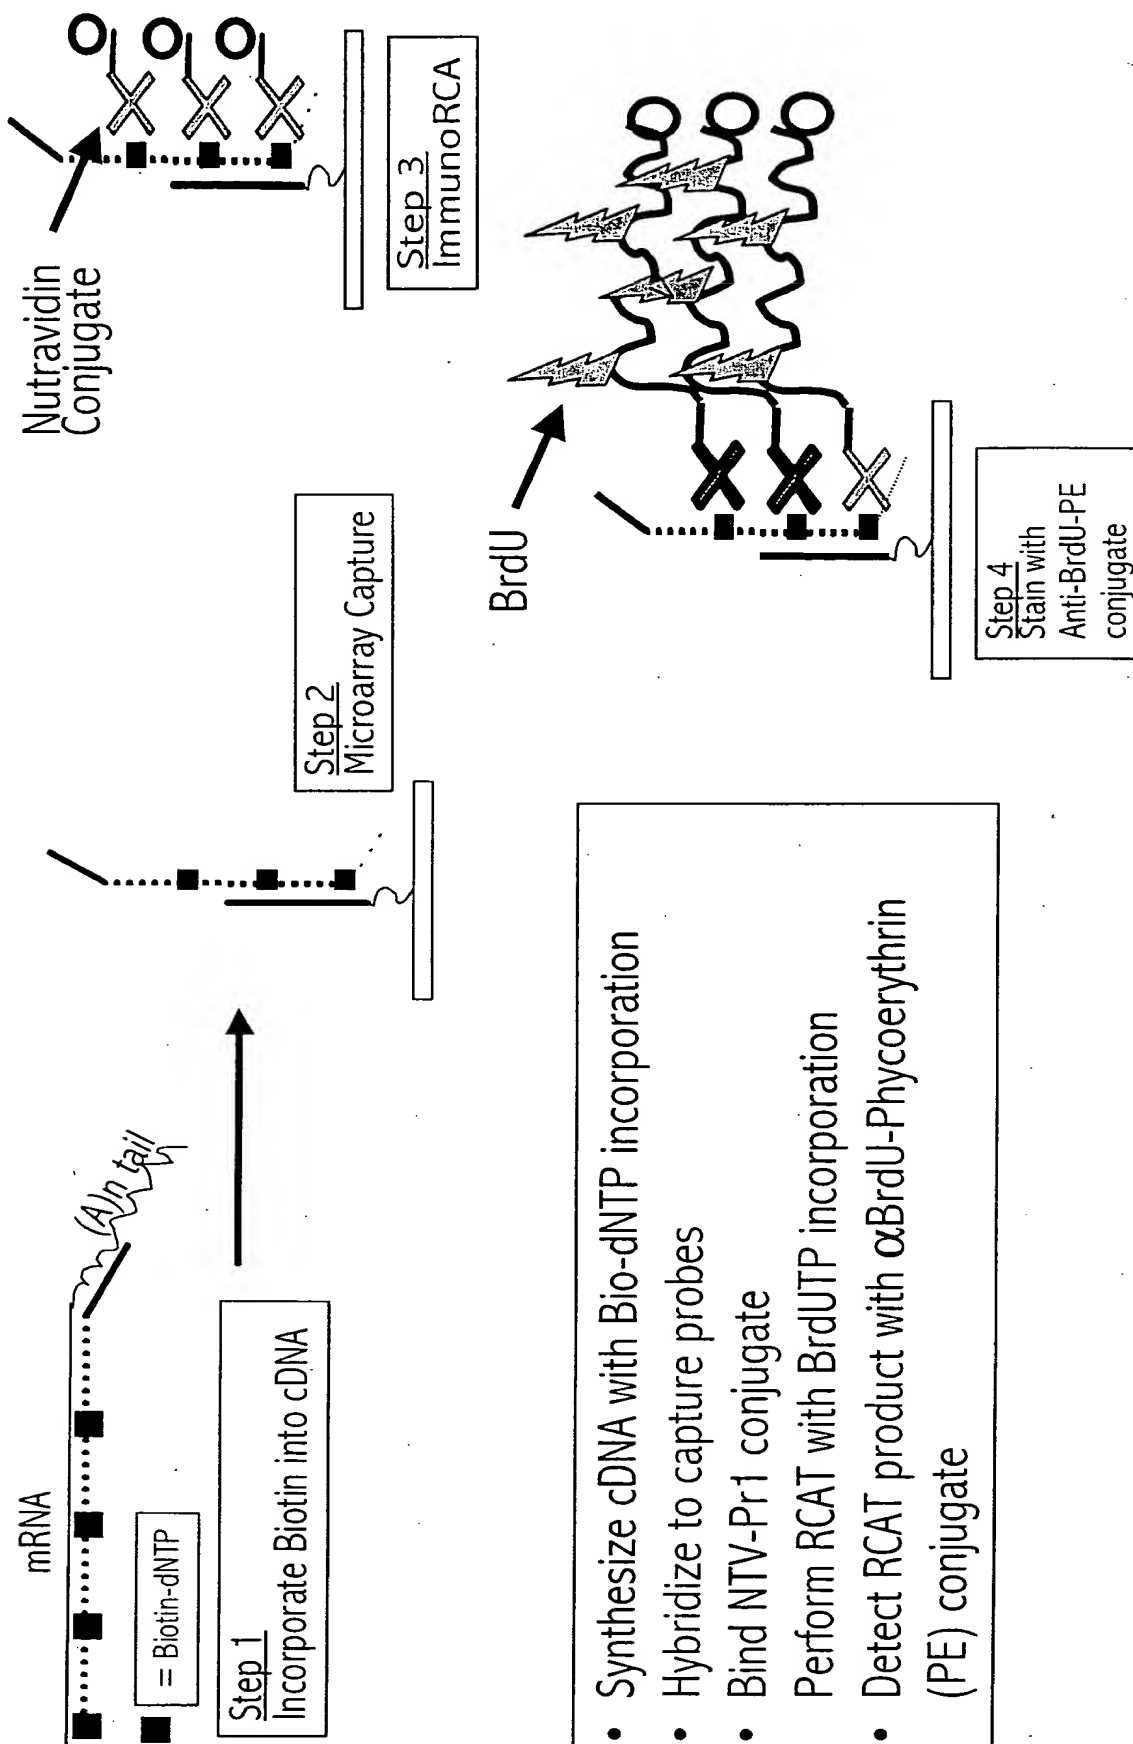 mRNA
(A)n tail
= Biotin-dNTP
Step 1
Incorporate Biotin into cDNA
Step 2
Microarray Capture
Nutravidin
Conjugate
Step 3
ImmunoRCA
BrdU
Step 4
Stain with
Anti-BrdU-PE
conjugate
• Synthesize cDNA with Bio-dNTP incorporation
• Hybridize to capture probes
• Bind NTV-Pr1 conjugate
Perform RCAT with BrdUTP incorporation
• Detect RCAT product with αBrdU-Phycoerythrin
(PE) conjugate